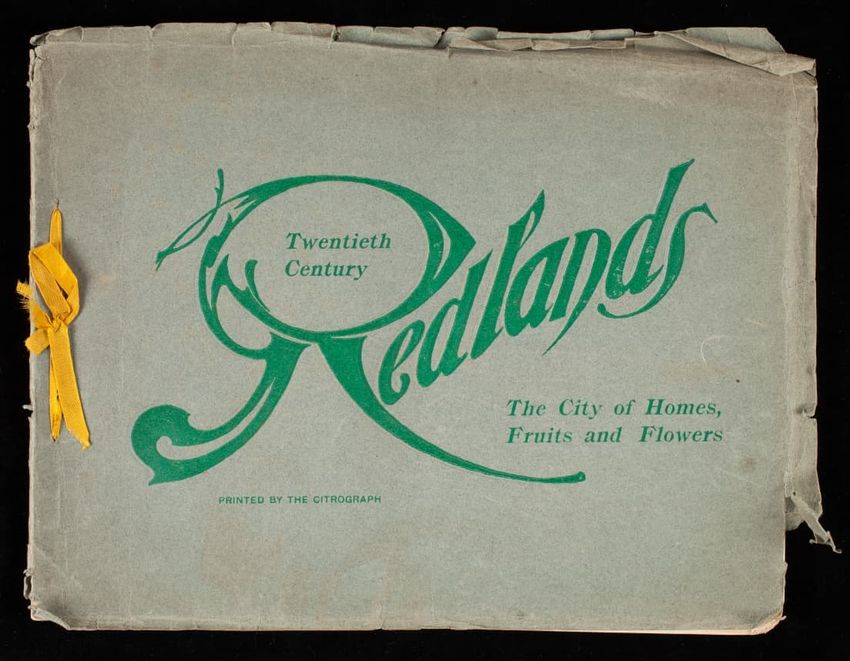 Twentieth
Century
Redlands
The City of Homes,
Fruits and Flowers
PRINTED BY THE CITROGRAPH